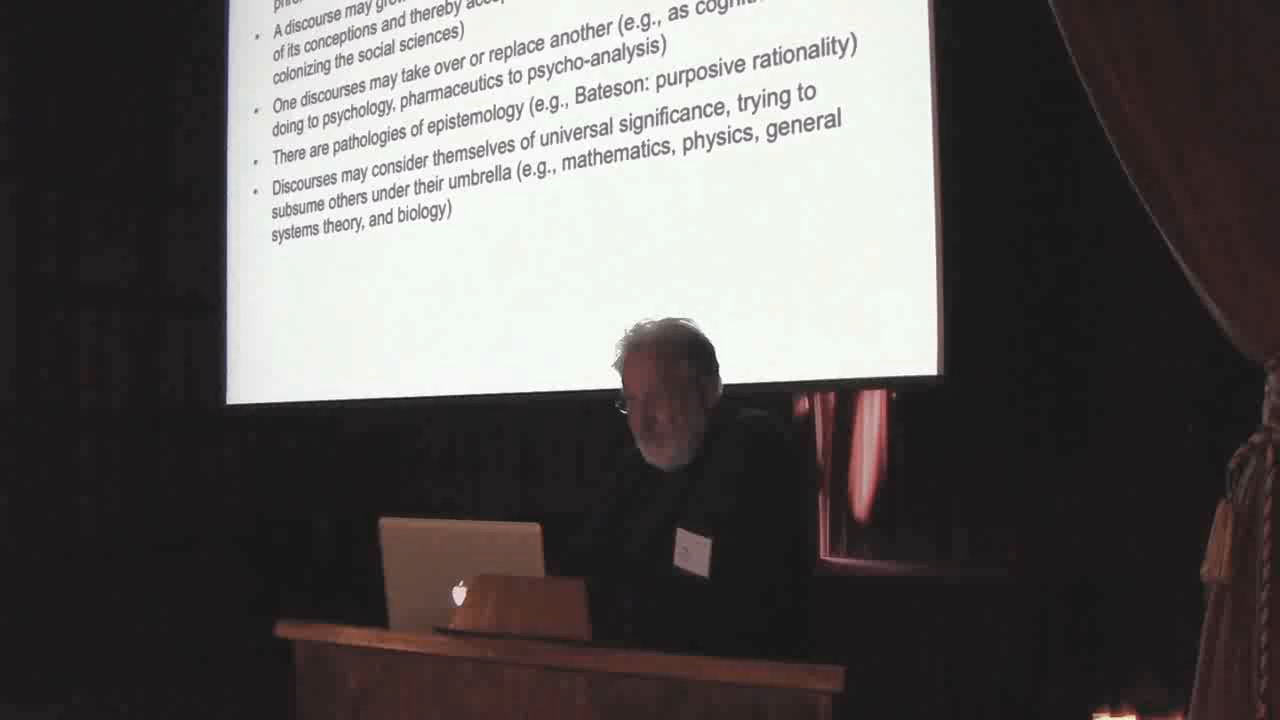 • A discourse may
of its conceptions and thereby
colonizing the social sciences)
• One discourses may take over or replace another (e.g., as
doing to psychology, pharmaceutics to psycho-analysis)
• There are pathologies of epistemology (e.g., Bateson: purposive rationality)
• Discourses may consider themselves of universal significance, trying to
subsume others under their umbrella (e.g., mathematics, physics, general
systems theory, and biology)